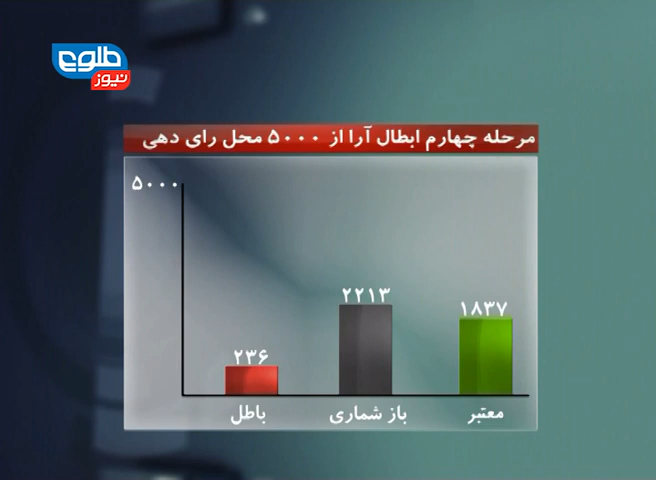 طلوع
نیوز
مرحله چهارم ابطال آرا از ۵۰۰۰ محل رای دهی
۵۰۰۰
۱۸۳۷
۲۲۱۳
۲۳۶
معتبر
باز شماری
باطل